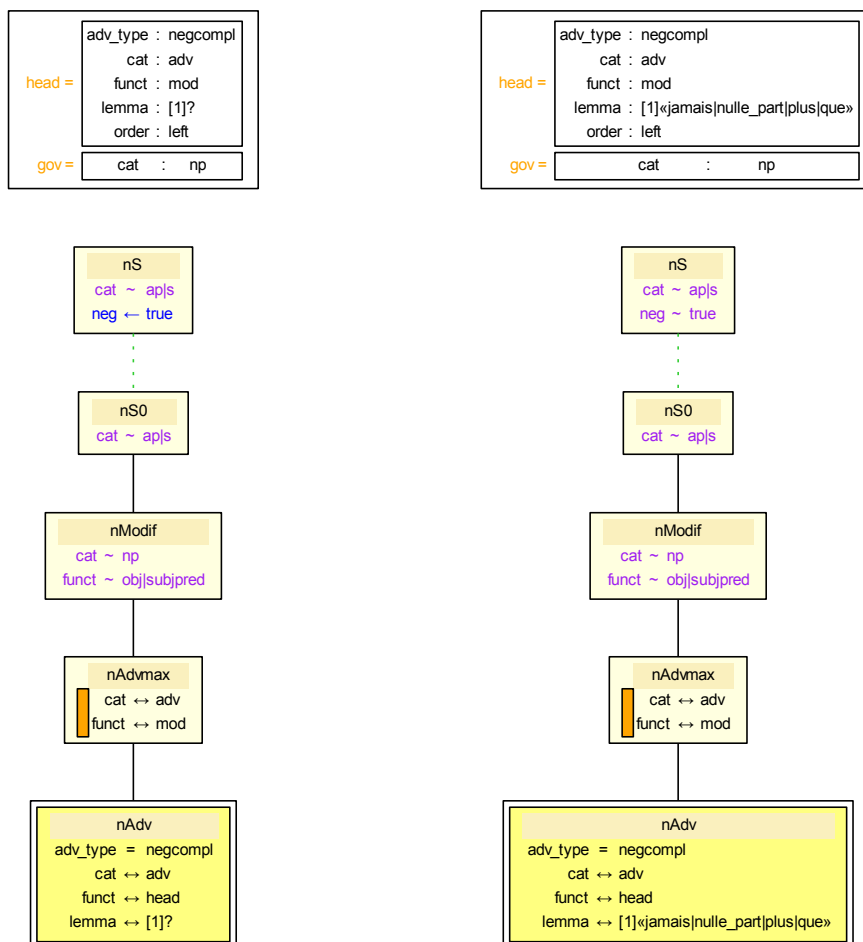 adv_type : negcompl
cat : adv
head = funct : mod
lemma : [1]?
order : left
gov = cat : np
nS
cat ~ ap|s
neg ← true
nS0
cat ~ ap|s
nModif
cat ~ np
funct ~ obj|subjpred
nAdvmax
cat ↔ adv
funct ↔ mod
nAdv
adv_type = negcompl
cat ↔ adv
funct ↔ head
lemma ↔ [1]?
adv_type : negcompl
cat : adv
head = funct : mod
lemma : [1]«jamais|nulle_part|plus|que»
order : left
gov = cat : np
nS
cat ~ ap|s
neg ~ true
nS0
cat ~ ap|s
nModif
cat ~ np
funct ~ obj|subjpred
nAdvmax
cat ↔ adv
funct ↔ mod
nAdv
adv_type = negcompl
cat ↔ adv
funct ↔ head
lemma ↔ [1]«jamais|nulle_part|plus|que»